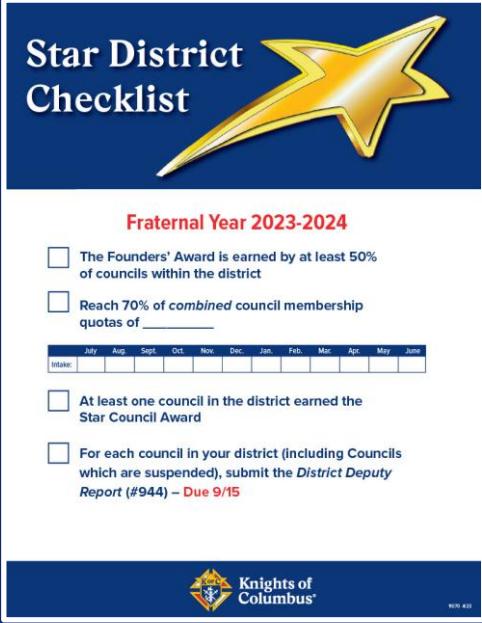 Star District
Checklist
Fraternal Year 2023-2024
The Founders' Award is earned by at least 50%
of councils within the district
Reach 70% of combined council membership
quotas of __________
July Aug. Sept. Oct. Nov. Dec. Jan. Feb. Mar. Apr. May June
Intake:
At least one council in the district earned the
Star Council Award
For each council in your district (including Councils
which are suspended), submit the District Deputy
Report (#944) – Due 9/15
K of C
Knights of
Columbus®